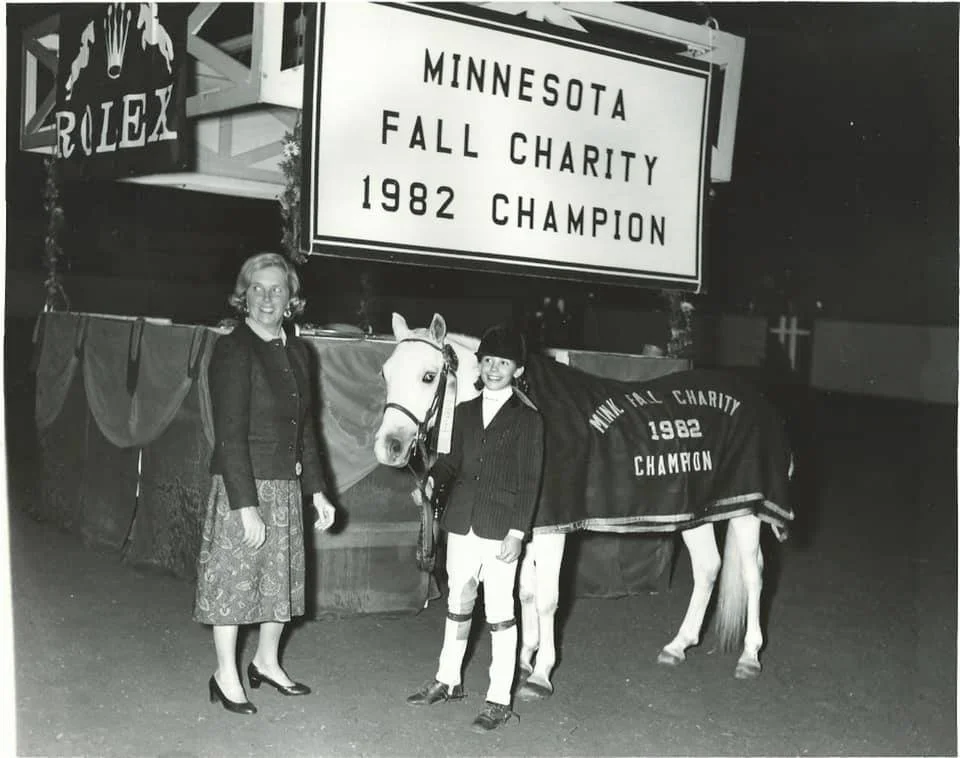 ROLEX
MINNESOTA
FALL CHARITY
1982 CHAMPION
MINN. FALL CHARITY
1982
CHAMPION